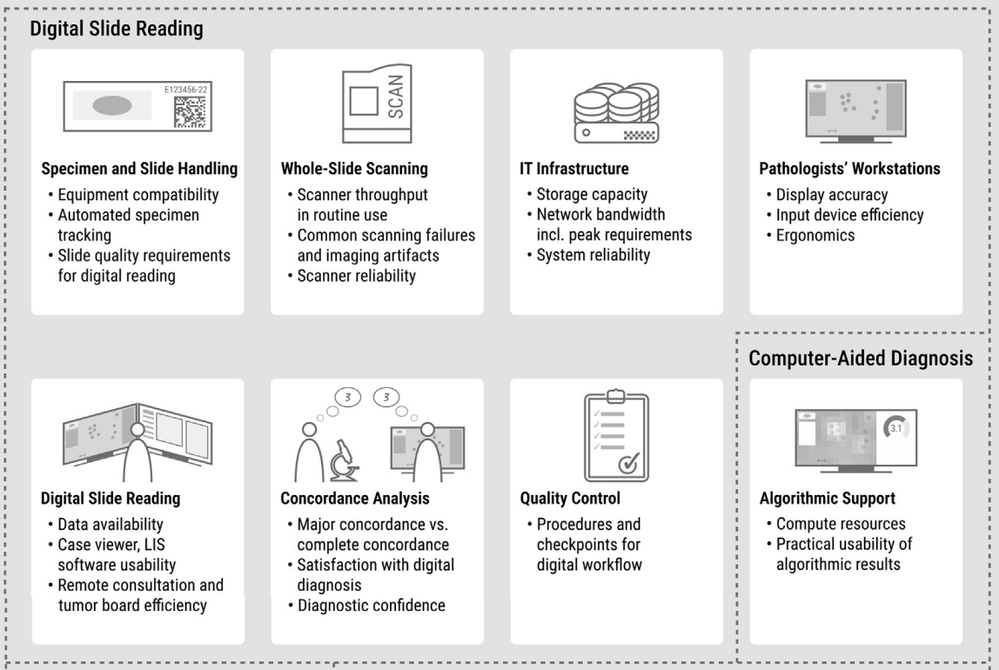 Digital Slide Reading
E123456-22
Specimen and Slide Handling
• Equipment compatibility
• Automated specimen
tracking
• Slide quality requirements
for digital reading
SCAN
Whole-Slide Scanning
• Scanner throughput
in routine use
• Common scanning failures
and imaging artifacts
• Scanner reliability
IT Infrastructure
• Storage capacity
• Network bandwidth
incl. peak requirements
• System reliability
Pathologists’ Workstations
• Display accuracy
• Input device efficiency
• Ergonomics
Digital Slide Reading
• Data availability
• Case viewer, LIS
software usability
• Remote consultation and
tumor board efficiency
3
3
Concordance Analysis
• Major concordance vs.
complete concordance
• Satisfaction with digital
diagnosis
• Diagnostic confidence
Quality Control
• Procedures and
checkpoints for
digital workflow
Computer-Aided Diagnosis
3.1
Algorithmic Support
• Compute resources
• Practical usability of
algorithmic results